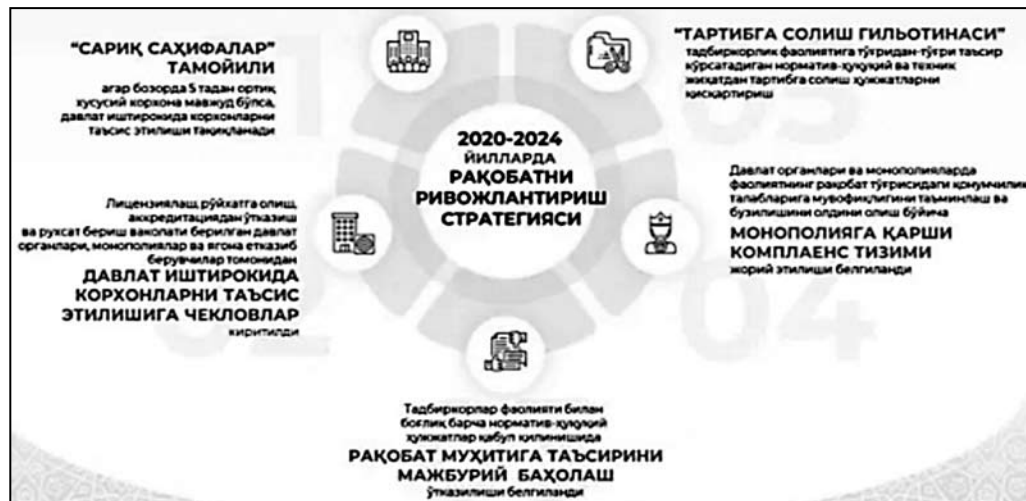 "САРИҚ САҲИФАЛАР"
ТАМОЙИЛИ
агар бозорда 5 тадан ортиқ
хусусий корхона мавжуд бўлса,
давлат иштирокида корхонларни
таъсис этилиши тақиқланади
Лицензиялаш, рўйхатга олиш,
аккредитациядан ўтказиш
ва рухсат бериш ваколати берилган давлат
органлари, монополиялар ва ягона етказиб
берувчилар томонидан
ДАВЛАТ ИШТИРОКИДА
КОРХОНЛАРНИ ТАЪСИС
ЭТИЛИШИГА ЧЕКЛОВЛАР
киритилди
2020-2024
ЙИЛЛАРДА
РАҚОБАТНИ
РИВОЖЛАНТИРИШ
СТРАТЕГИЯСИ
Тадбиркорлар фаолияти билан
боғлиқ барча норматив-ҳуқуқий
ҳужжатлар қабул қилинишида
РАҚОБАТ МУҲИТИГА ТАЪСИРИНИ
МАЖБУРИЙ БАҲОЛАШ
ўтказилиши белгиланди
"ТАРТИБГА СОЛИШ ГИЛЬОТИНАСИ"
тадбиркорлик фаолиятига тўғридан-тўғри таъсир
кўрсатадиган норматив-ҳуқуқий ва техник
жиҳатдан тартибга солиш ҳужжатларни
қисқартириш
Давлат органлари ва монополияларда
фаолиятнинг рақобат тўғрисидаги қонунчилик
талабларига мувофиқлигини таъминлаш ва
бузилишини олдини олиш бўйича
МОНОПОЛИЯГА ҚАРШИ
КОМПЛАЕНС ТИЗИМИ
жорий этилиши белгиланди
04